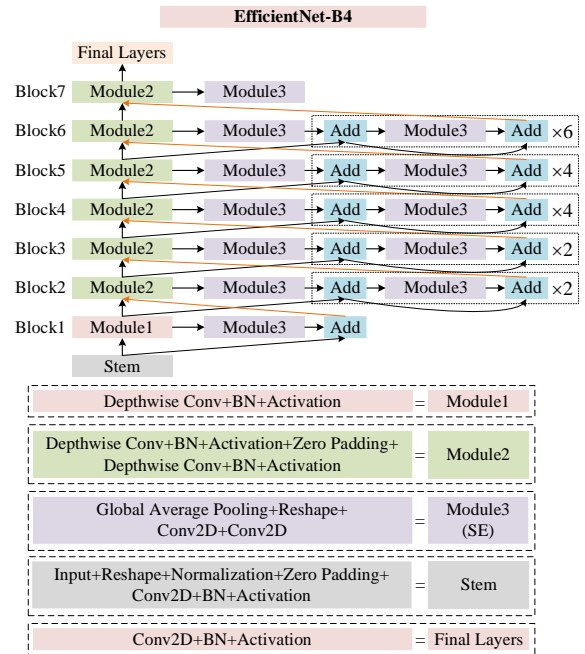 EfficientNet-B4
Final Layers
Block7 Module2 Module3
Block6 Module2 Module3 Add Module3 Add ×6
Block5 Module2 Module3 Add Module3 Add ×4
Block4 Module2 Module3 Add Module3 Add ×4
Block3 Module2 Module3 Add Module3 Add ×2
Block2 Module2 Module3 Add Module3 Add ×2
Block1 Module1 Module3 Add
Stem
Depthwise Conv+BN+Activation = Module1
Depthwise Conv+BN+Activation+Zero Padding+
Depthwise Conv+BN+Activation
= Module2
Global Average Pooling+Reshape+
Conv2D+Conv2D
= Module3
(SE)
Input+Reshape+Normalization+Zero Padding+
Conv2D+BN+Activation
= Stem
Conv2D+BN+Activation = Final Layers